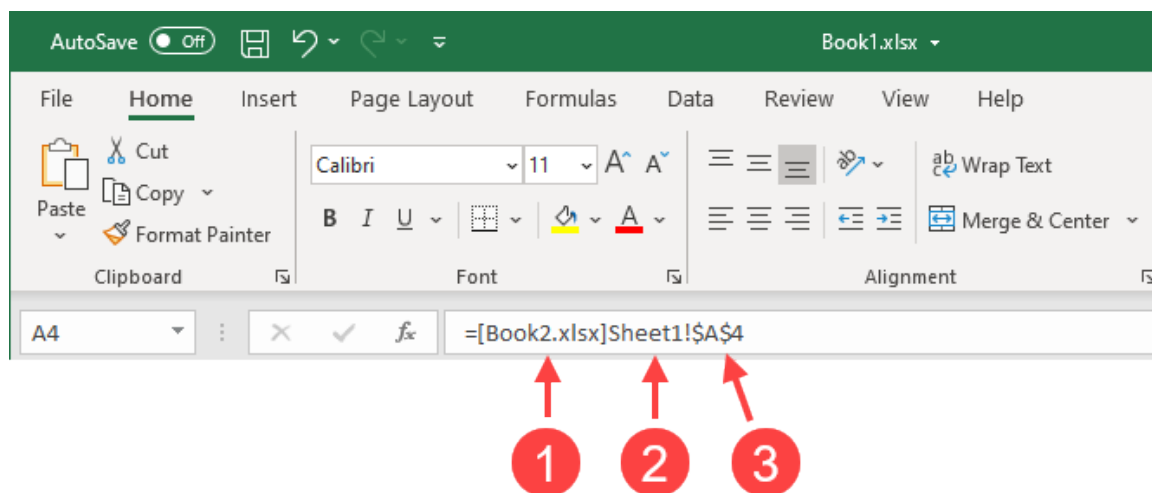 AutoSave Off Book1.xlsx
File Home Insert Page Layout Formulas Data Review View Help
Cut
Calibri 11 A A ab Wrap Text
Copy
Paste
B I U A Merge & Center
Format Painter
Clipboard Font Alignment
A4 fx =[Book2.xlsx]Sheet1!$A$4
1 2 3